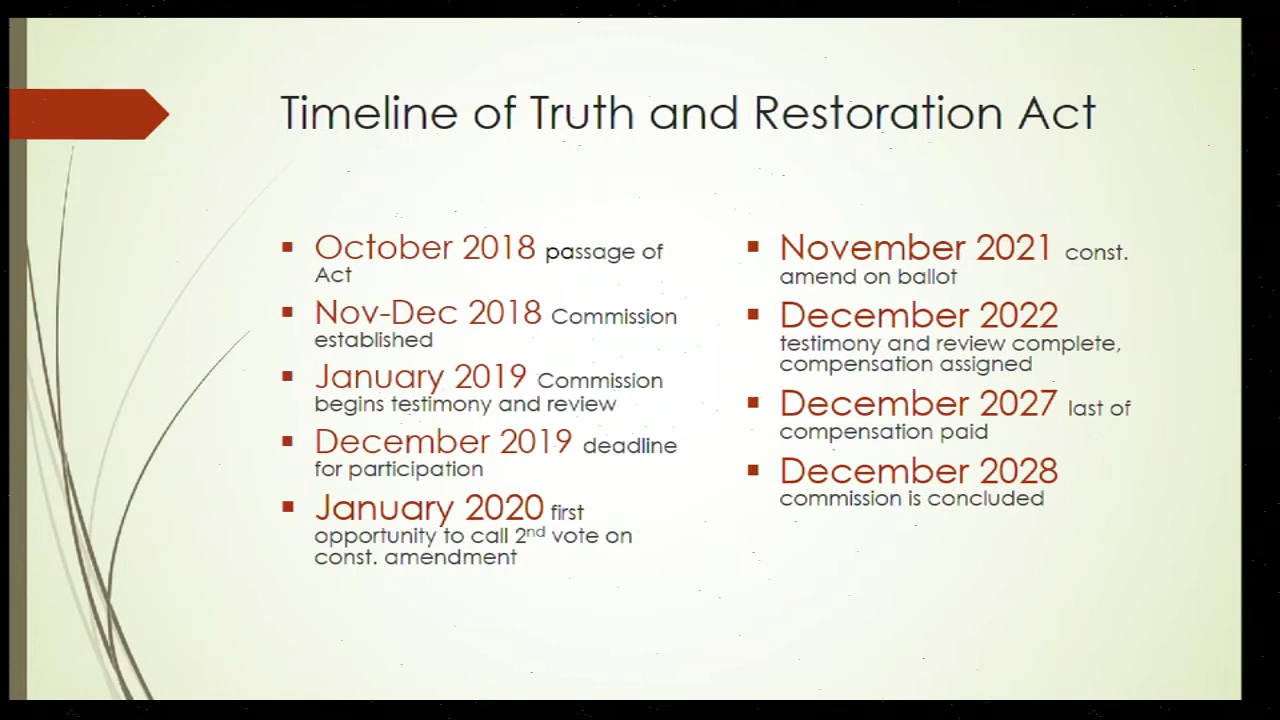 Timeline of Truth and Restoration Act
October 2018 passage of
Act
Nov-Dec 2018 Commission
established
January 2019 Commission
begins testimony and review
December 2019 deadline
for participation
January 2020 first
opportunity to call 2nd vote on
const. amendment
November 2021 const.
amend on ballot
December 2022
testimony and review complete,
compensation assigned
December 2027 last of
compensation paid
December 2028
commission is concluded